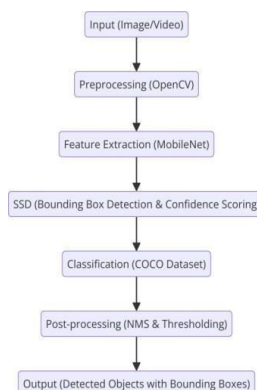 Input (Image/Video)
Preprocessing (OpenCV)
Feature Extraction (MobileNet)
SSD (Bounding Box Detection & Confidence Scoring
Classification (COCO Dataset)
Post-processing (NMS & Thresholding)
Output (Detected Objects with Bounding Boxes)